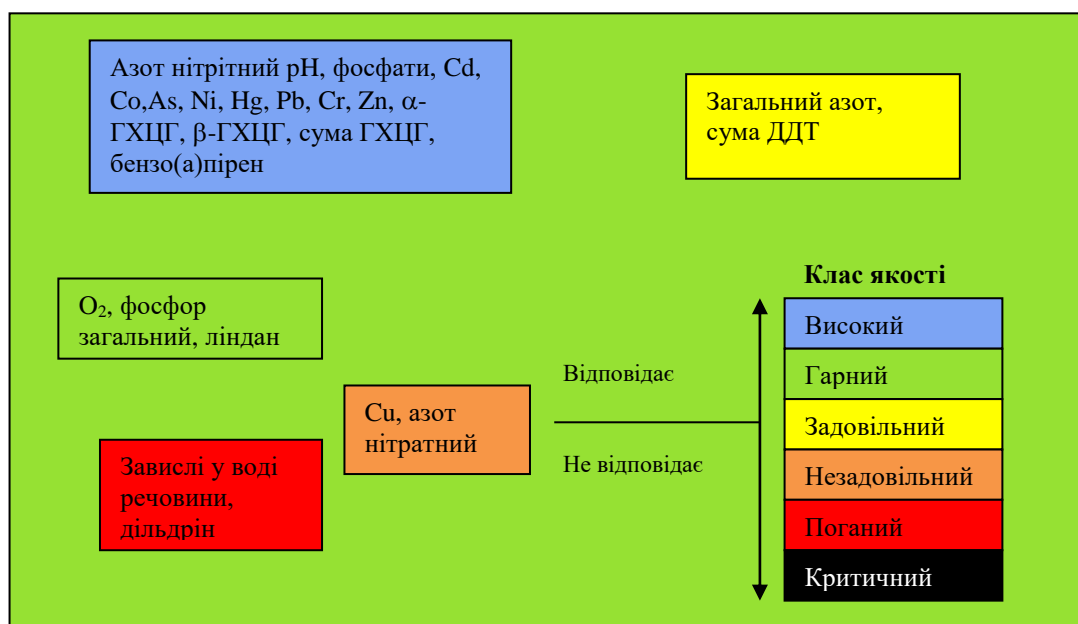 Азот нітрітний pH, фосфати, Cd,
Co,As, Ni, Hg, Pb, Cr, Zn, α-
ГХЦГ, β-ГХЦГ, сума ГХЦГ,
бензо(а)пірен
Загальний азот,
сума ДДТ
O₂, фосфор
загальний, ліндан
Cu, азот
нітратний
Завислі у воді
речовини,
дільдрін
Відповідає
Не відповідає
Клас якості
Високий
Гарний
Задовільний
Незадовільний
Поганий
Критичний